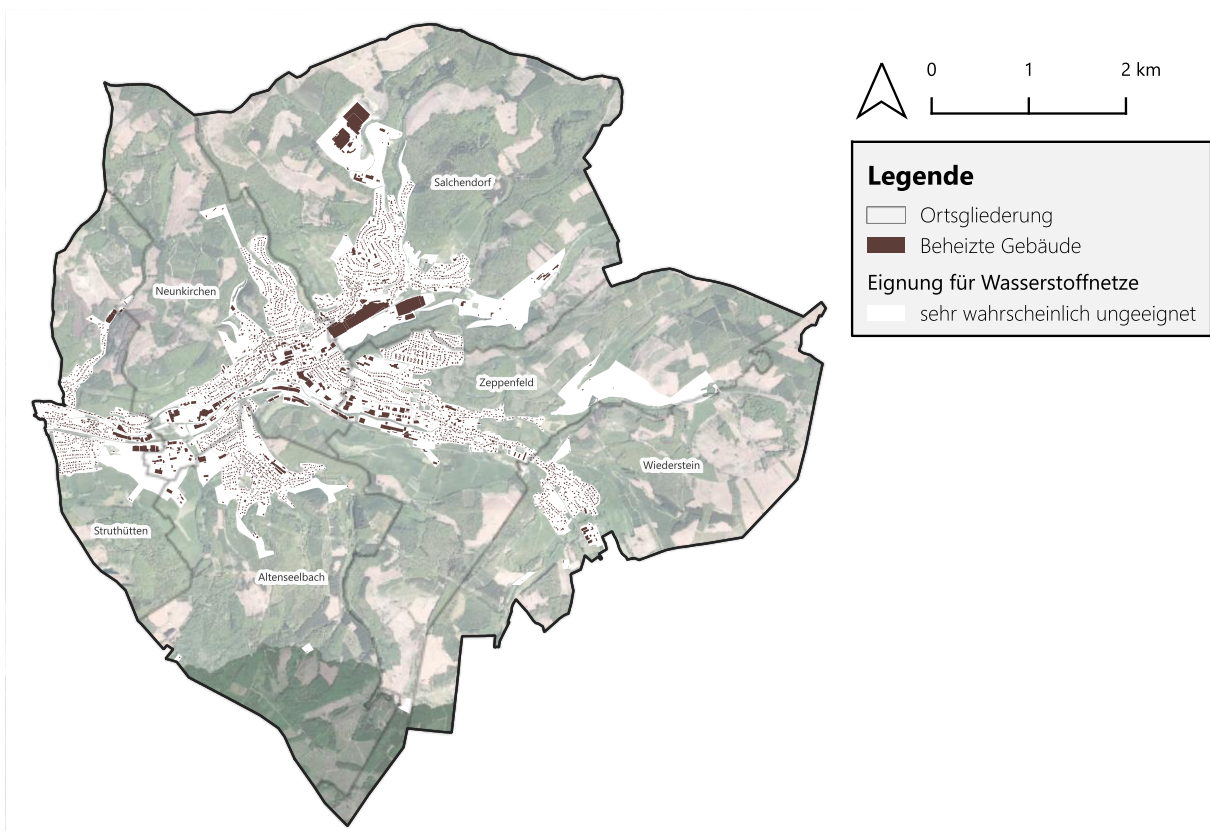 0 1 2 km
Legende
Ortsgliederung
Beheizte Gebäude
Eignung für Wasserstoffnetze
sehr wahrscheinlich ungeeignet
Salchendorf
Neunkirchen
Zeppenfeld
Wiederstein
Struthütten
Altenseelbach